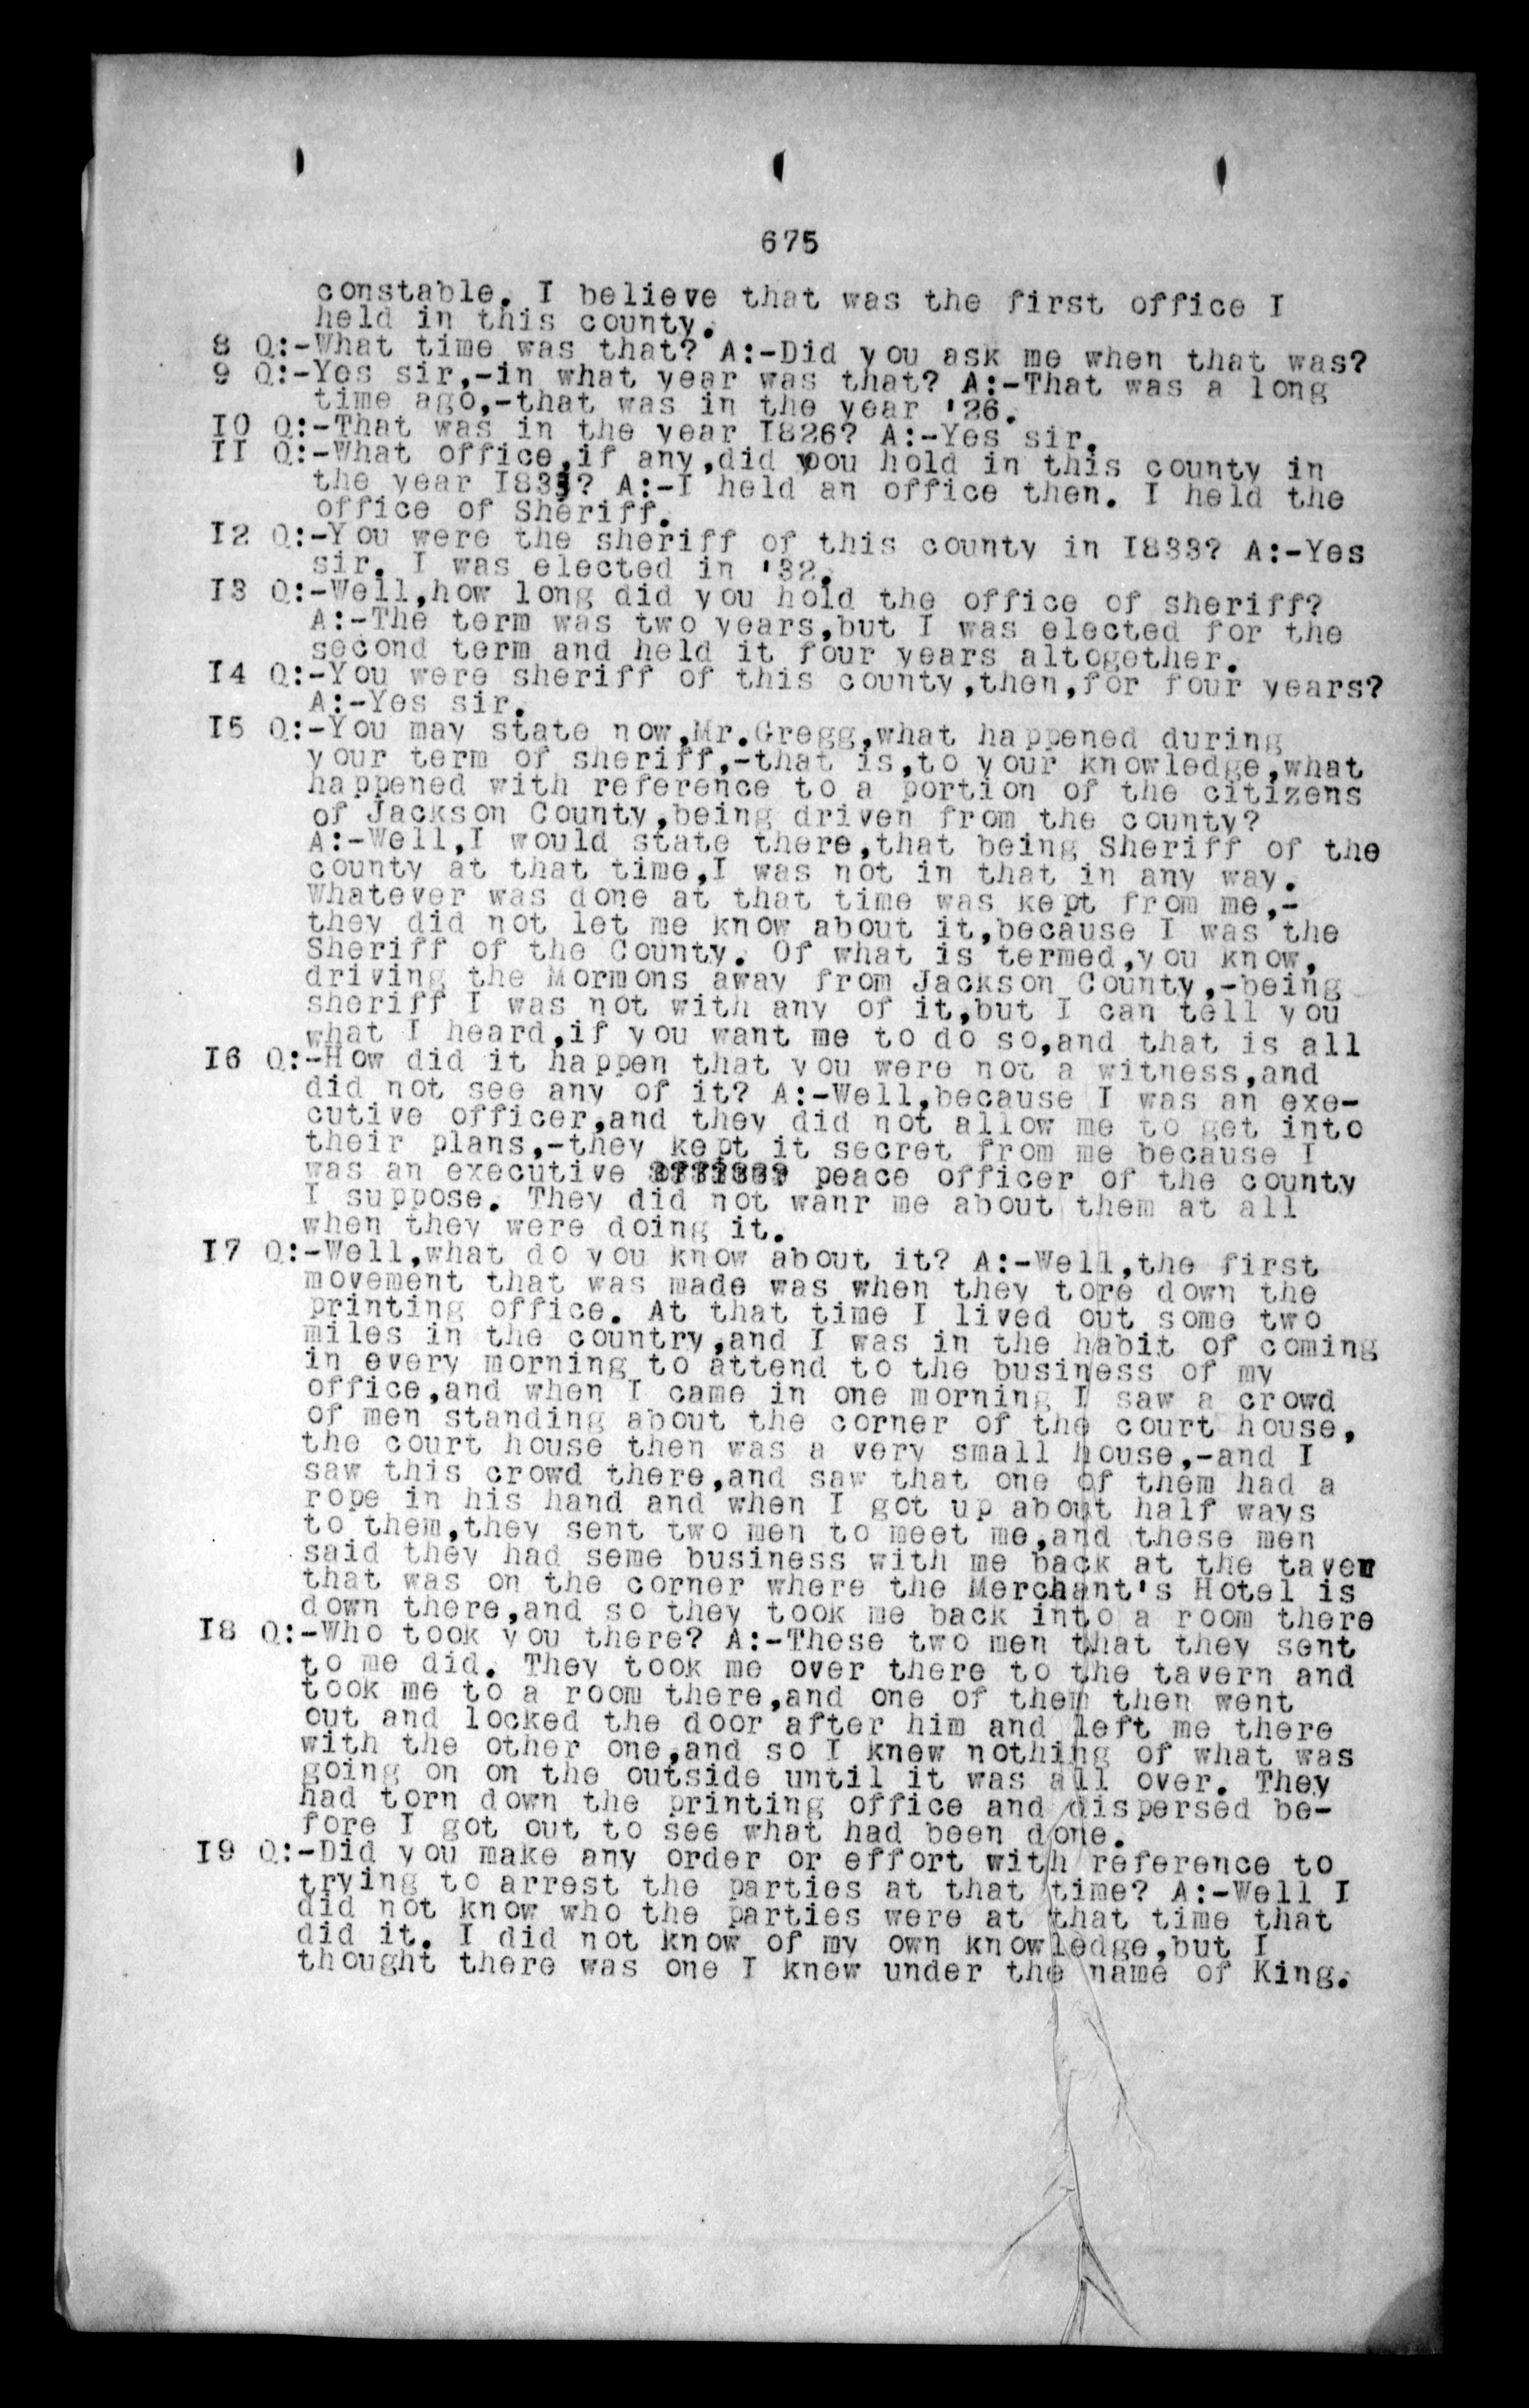 675
constable. I believe that was the first office I
held in this county.
8 Q:-What time was that? A:-Did you ask me when that was?
9 Q:-Yes sir,-in what year was that? A:-That was a long
time ago,-that was in the year '26.
I0 Q:-That was in the year I826? A:-Yes sir.
II Q:-What office,if any,did you hold in this county in
the year I833? A:-I held an office then. I held the
office of Sheriff.
I2 Q:-You were the sheriff of this county in I833? A:-Yes
sir. I was elected in '32.
I3 Q:-Well,how long did you hold the office of sheriff?
A:-The term was two years,but I was elected for the
second term and held it four years altogether.
I4 Q:-You were sheriff of this county,then,for four years?
A:-Yes sir.
I5 Q:-You may state now,Mr.Gregg,what happened during
your term of sheriff,-that is,to your knowledge,what
happened with reference to a portion of the citizens
of Jackson County,being driven from the county?
A:-Well,I would state there,that being Sheriff of the
county at that time,I was not in that in any way.
Whatever was done at that time was kept from me,-
they did not let me know about it,because I was the
Sheriff of the County. Of what is termed,you know,
driving the Mormons away from Jackson County,-being
sheriff I was not with any of it,but I can tell you
what I heard,if you want me to do so,and that is all
I6 Q:-How did it happen that you were not a witness,and
did not see any of it? A:-Well,because I was an exe-
cutive officer,and they did not allow me to get into
their plans,-they kept it secret from me because I
was an executive peace officer of the county
I suppose. They did not wanr me about them at all
when they were doing it.
I7 Q:-Well,what do you know about it? A:-Well,the first
movement that was made was when they tore down the
printing office. At that time I lived out some two
miles in the country,and I was in the habit of coming
in every morning to attend to the business of my
office,and when I came in one morning I saw a crowd
of men standing about the corner of the court house,
the court house then was a very small house,-and I
saw this crowd there,and saw that one of them had a
rope in his hand and when I got up about half ways
to them,they sent two men to meet me,and these men
said they had seme business with me back at the taver
that was on the corner where the Merchant's Hotel is
down there,and so they took me back into a room there
I8 Q:-Who took you there? A:-These two men that they sent
to me did. They took me over there to the tavern and
took me to a room there,and one of them then went
out and locked the door after him and left me there
with the other one,and so I knew nothing of what was
going on on the outside until it was all over. They
had torn down the printing office and dispersed be-
fore I got out to see what had been done.
I9 Q:-Did you make any order or effort with reference to
trying to arrest the parties at that time? A:-Well I
did not know who the parties were at that time that
did it. I did not know of my own knowledge,but I
thought there was one I knew under the name of King.